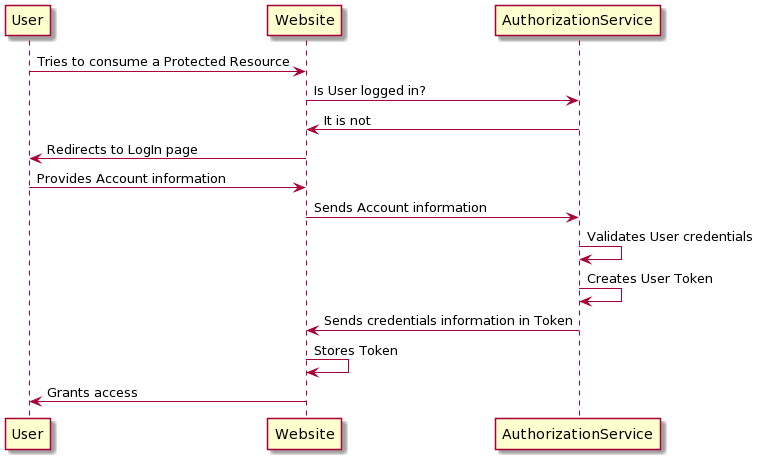 User
Website
AuthorizationService
Tries to consume a Protected Resource
Is User logged in?
It is not
Redirects to LogIn page
Provides Account information
Sends Account information
Validates User credentials
Creates User Token
Sends credentials information in Token
Stores Token
Grants access
User
Website
AuthorizationService